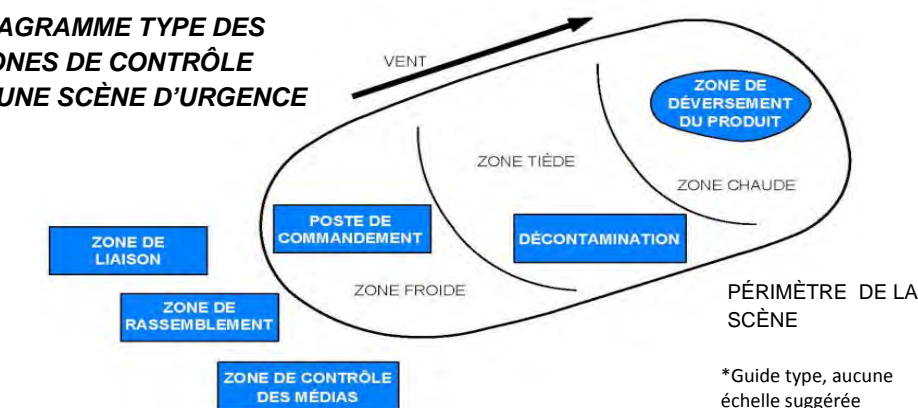 AGRAMME TYPE DES
ONES DE CONTRÔLE
UNE SCÈNE D'URGENCE
VENT
ZONE DE
DÉVERSEMENT
DU PRODUIT
ZONE TIÈDE
ZONE CHAUDE
POSTE DE
COMMANDEMENT
DÉCONTAMINATION
ZONE DE
LIAISON
ZONE FROIDE
ZONE DE
RASSEMBLEMENT
PÉRIMÈTRE DE LA
SCÈNE
ZONE DE CONTRÔLE
DES MÉDIAS
*Guide type, aucune
échelle suggérée